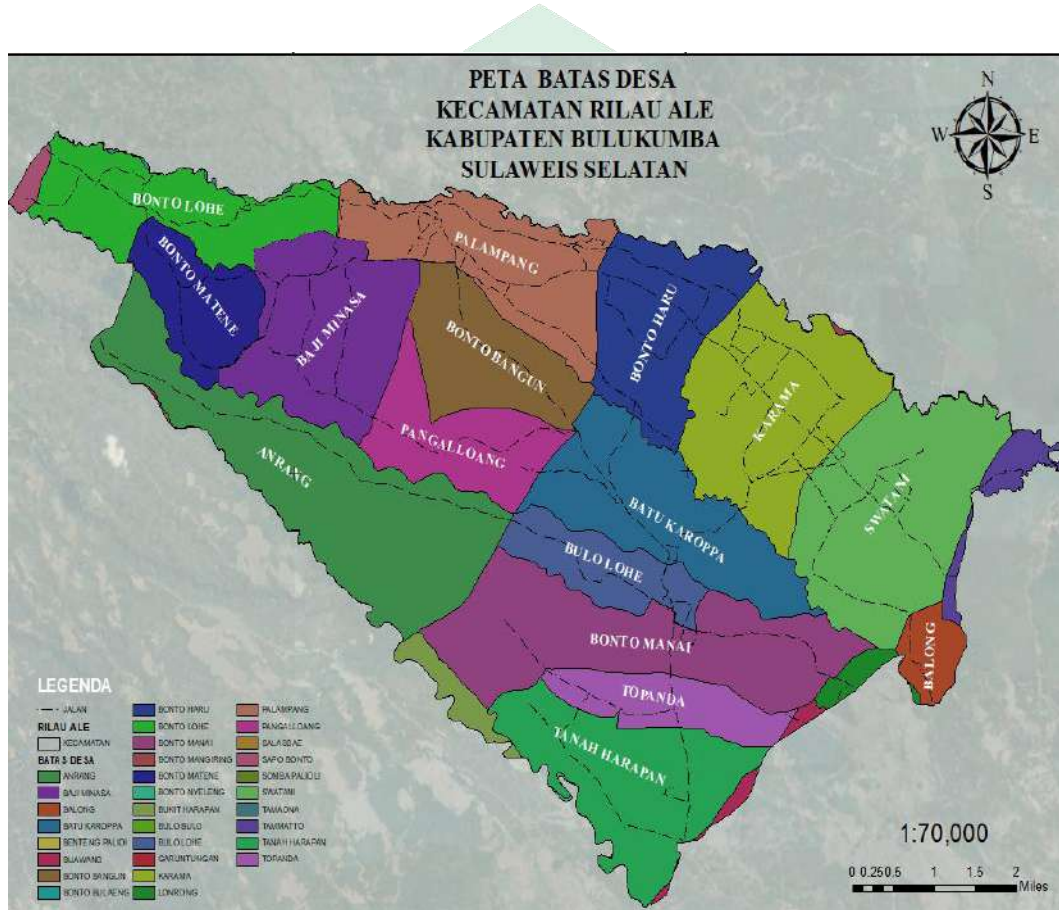 PETA BATAS DESA
KECAMATAN RILAU ALE
KABUPATEN BULUKUMBA
SULAWEIS SELATAN
N
W E
S
BONTO LOHE
PALAMPANG
BONTO MATENE
BAJI MINASA
BONTO BANGUN
BONTO HARU
KARAMA
PANGALLOANG
ANRANG
BATU KAROPPA
SWATANI
BULO LOHE
BONTO MANAI
BALONG
TOPANDA
TANAH HARAPAN
LEGENDA
JALAN
RILAU ALE
KECAMATAN
BATAS DESA
ANRANG
BAJI MINASA
BALONG
BATU KAROPPA
BENTENG PALIOI
BIJAWANG
BONTO BANGUN
BONTO BULAENG
BONTO HARU
BONTO LOHE
BONTO MANAI
BONTO MANGIRING
BONTO MATENE
BONTO NYELENG
BUKIT HARAPAN
BULO BULO
BULO LOHE
GARUNTUNGAN
KARAMA
LONRONG
PALAMPANG
PANGALLOANG
SALASSAE
SAPO BONTO
SOMBA PALIOLI
SWATANI
TAMAONA
TAMMATTO
TANAH HARAPAN
TOPANDA
1:70,000
0 0.25 0.5 1 1.5 2
Miles